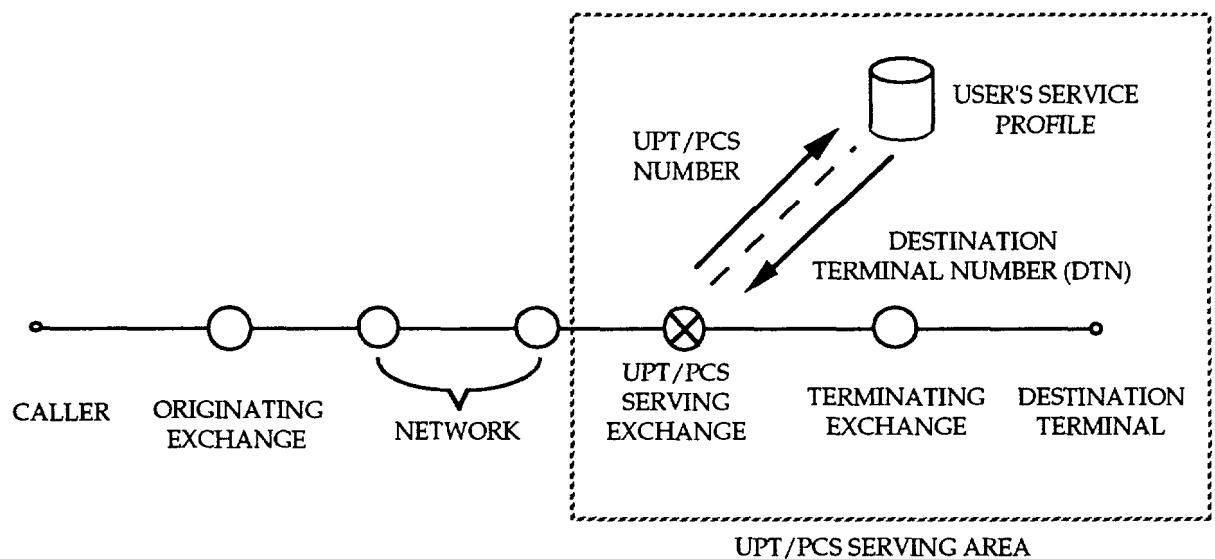 USER'S SERVICE
PROFILE
UPT/PCS
NUMBER
DESTINATION
TERMINAL NUMBER (DTN)
CALLER
ORIGINATING
EXCHANGE
NETWORK
UPT/PCS
SERVING
EXCHANGE
TERMINATING
EXCHANGE
DESTINATION
TERMINAL
UPT/PCS SERVING AREA